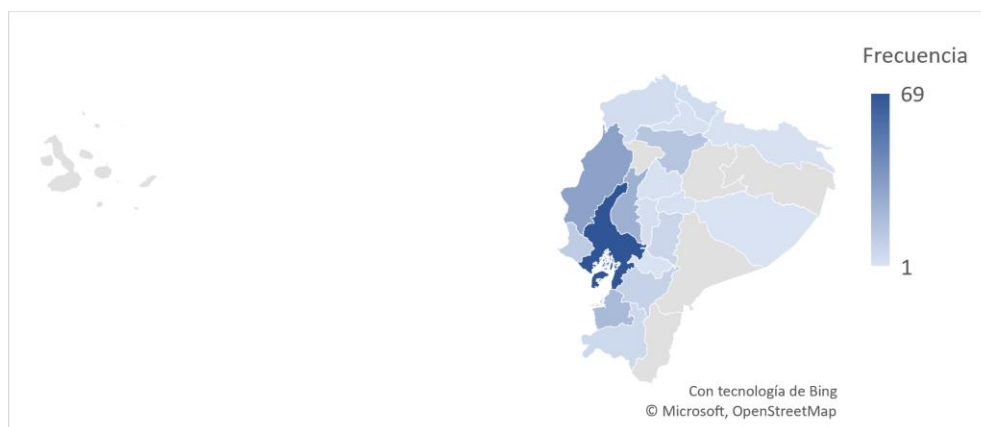 Frecuencia
69
1
Con tecnología de Bing
© Microsoft, OpenStreetMap